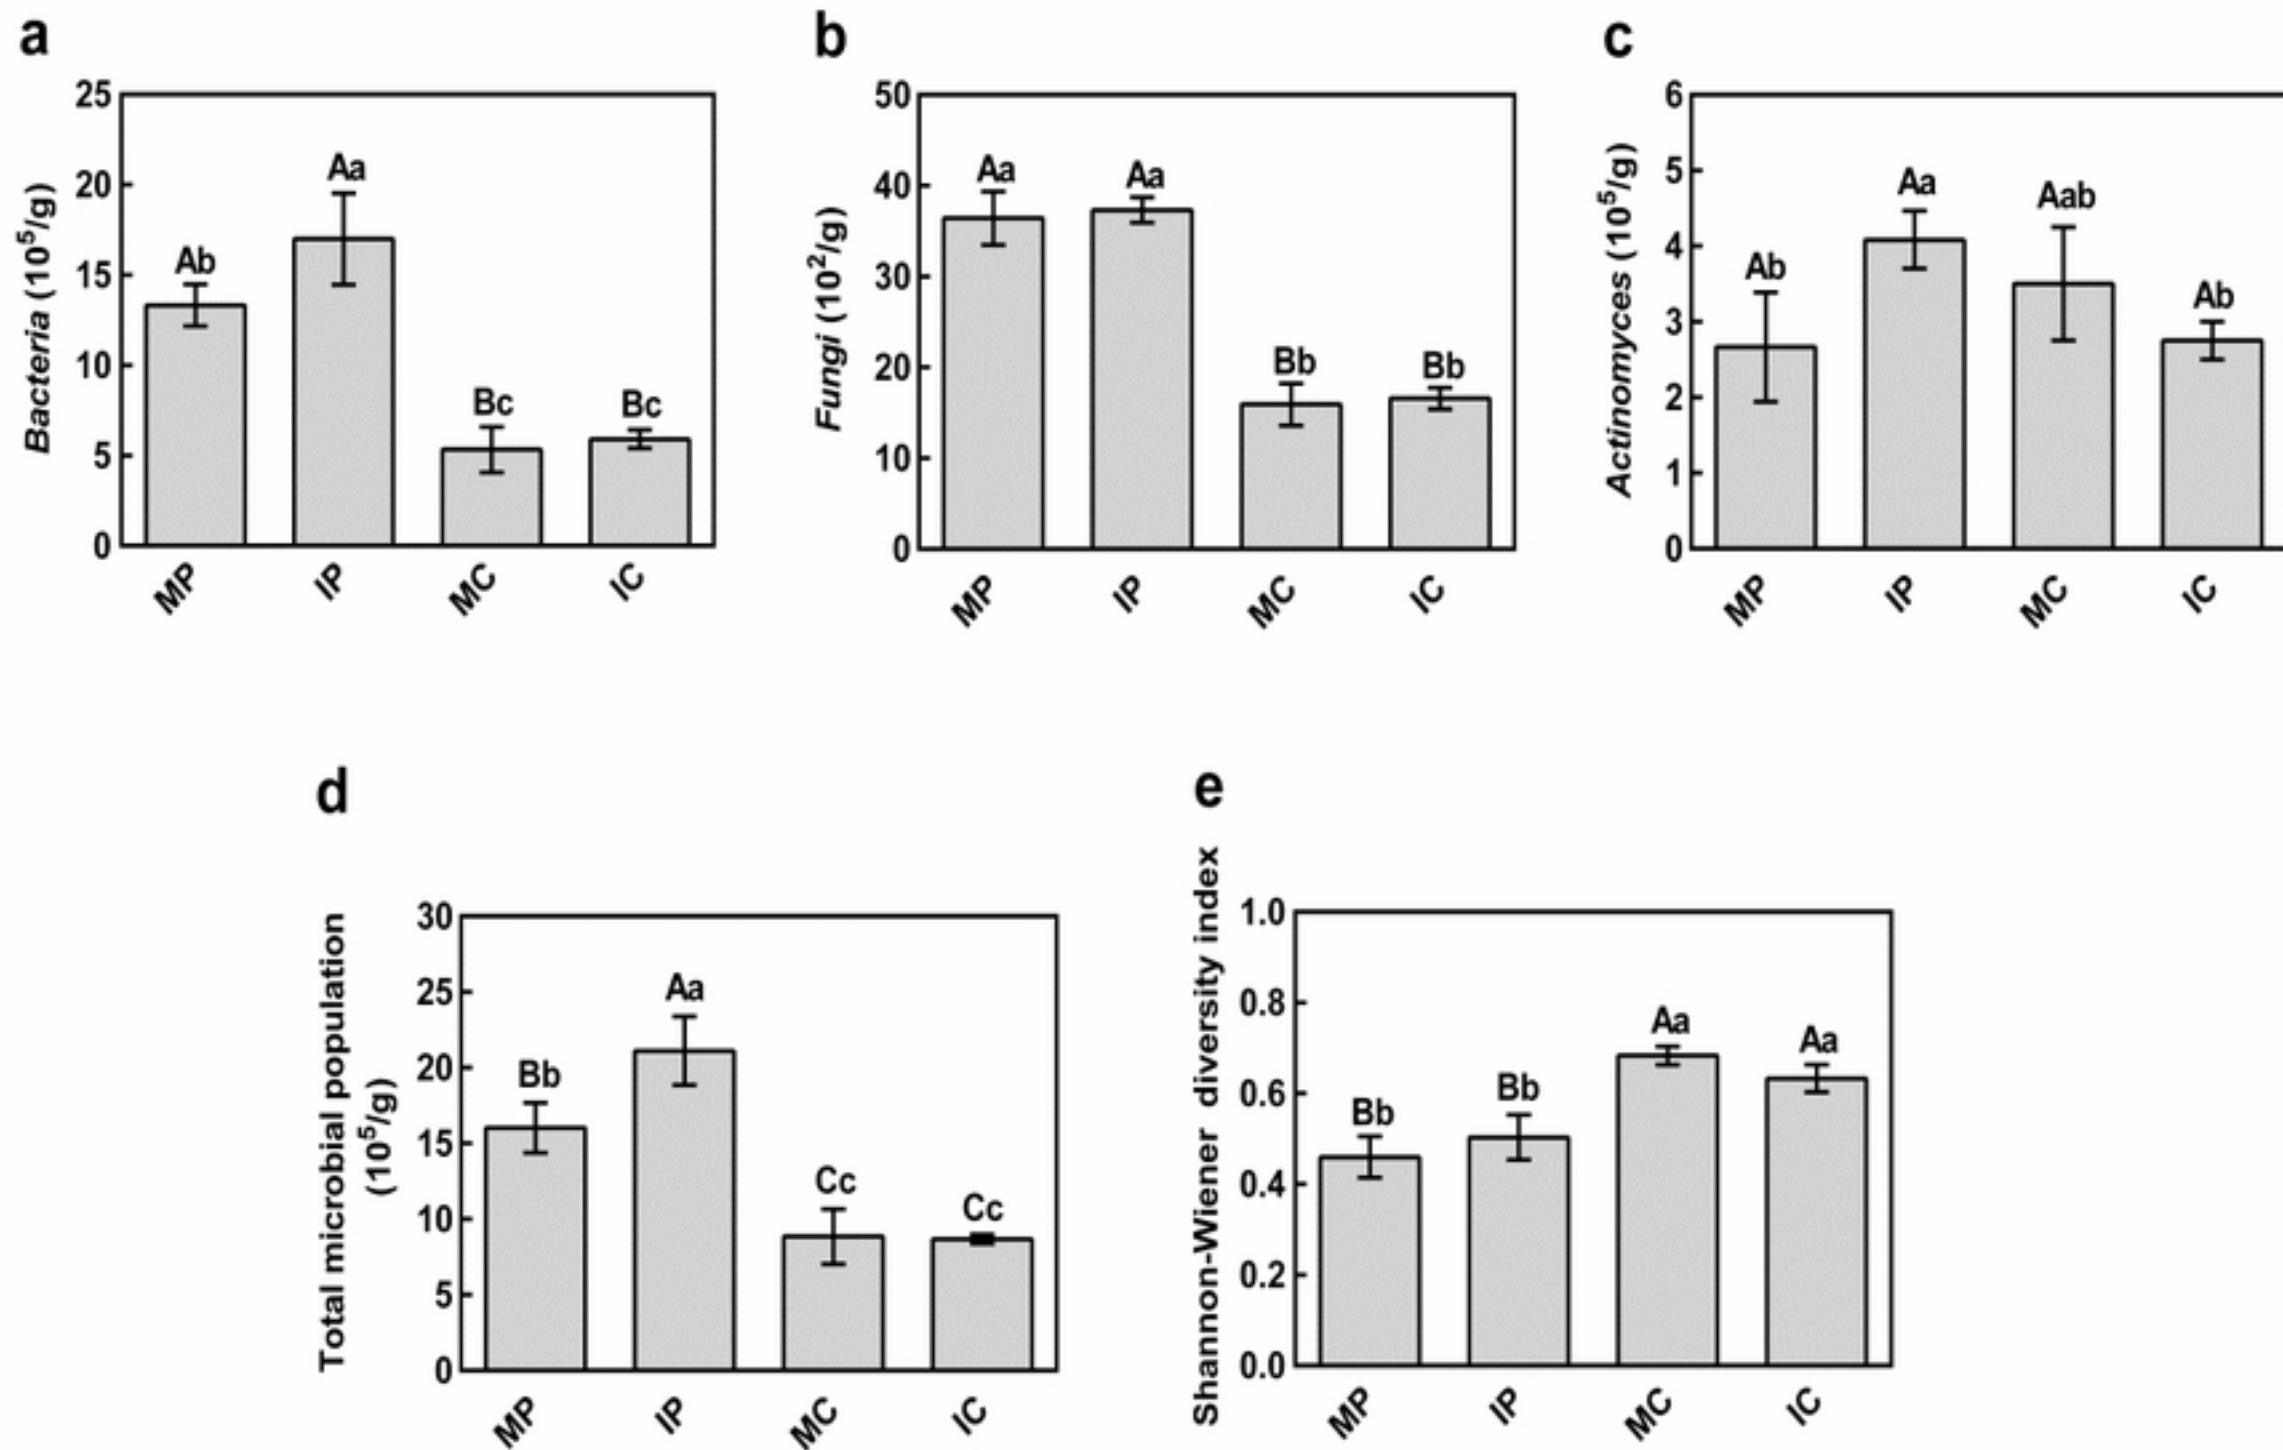 a
Bacteria (10⁵/g)
25
20
15
10
5
0
Ab
Aa
Bc
Bc
MP
IP
MC
IC
b
Fungi (10²/g)
50
40
30
20
10
0
Aa
Aa
Bb
Bb
MP
IP
MC
IC
c
Actinomyces (10⁵/g)
6
5
4
3
2
1
0
Ab
Aa
Aab
Ab
MP
IP
MC
IC
d
Total microbial population
(10⁵/g)
30
25
20
15
10
5
0
Bb
Aa
Cc
Cc
MP
IP
MC
IC
e
Shannon-Wiener diversity index
1.0
0.8
0.6
0.4
0.2
0.0
Bb
Bb
Aa
Aa
MP
IP
MC
IC